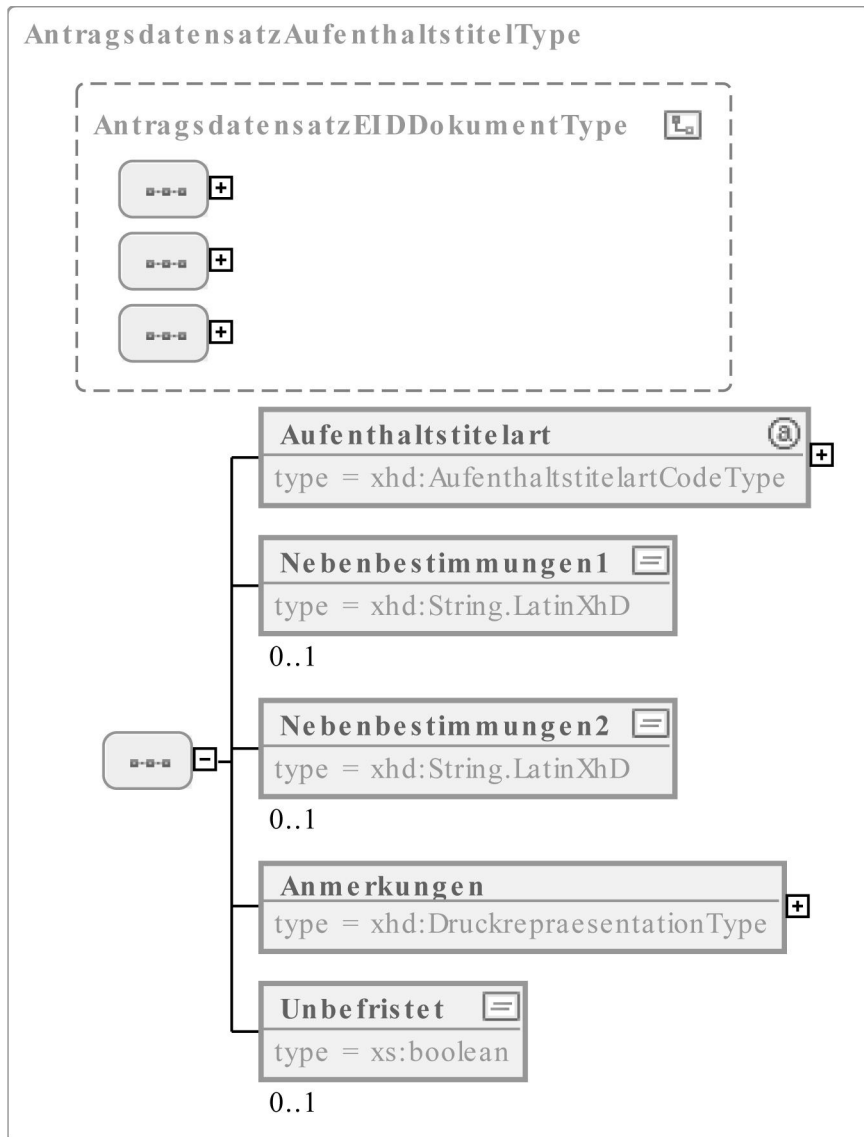 AntragsdatensatzAufenthaltstitelType
AntragsdatensatzEIDDokumentType
Aufenthaltstitelart
type = xhd:AufenthaltstitelartCodeType
Nebenbestimmungen1
type = xhd:String.LatinXhD
0..1
Nebenbestimmungen2
type = xhd:String.LatinXhD
0..1
Anmerkungen
type = xhd:DruckrepraesentationType
Unbefristet
type = xs:boolean
0..1